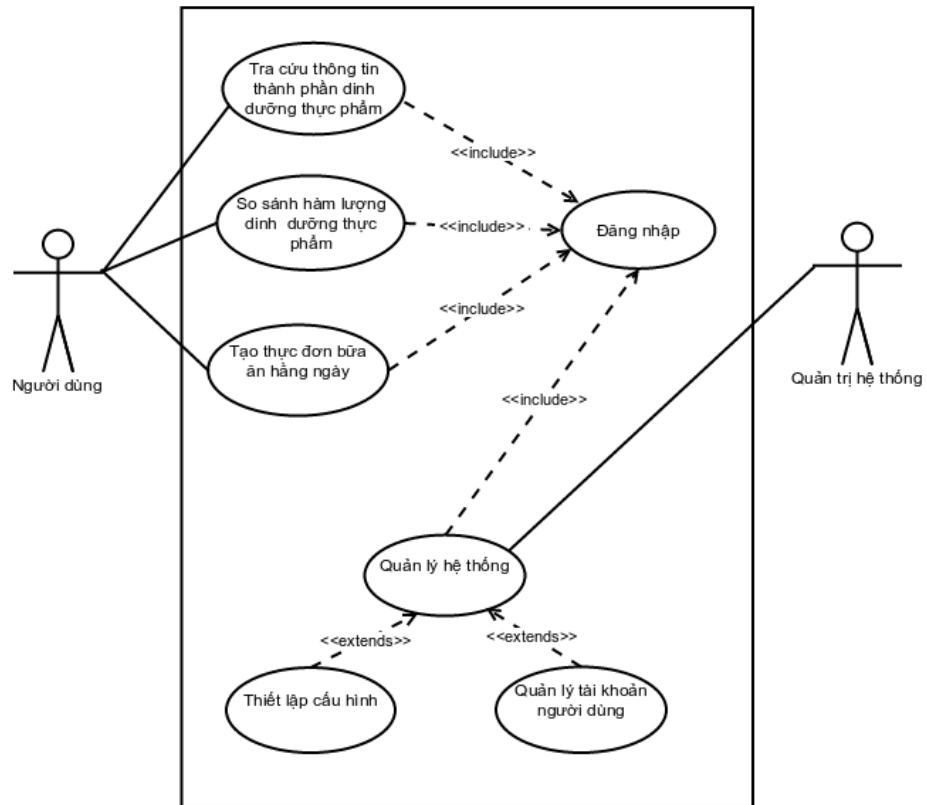 Tra cứu thông tin
thành phần dinh
dưỡng thực phẩm
<<include>>
So sánh hàm lượng
dinh dưỡng thực
phẩm
<<include>>
Đăng nhập
<<include>>
Tạo thực đơn bữa
ăn hằng ngày
Người dùng
Quản trị hệ thống
<<include>>
Quản lý hệ thống
<<extends>>
<<extends>>
Thiết lập cấu hình
Quản lý tài khoản
người dùng